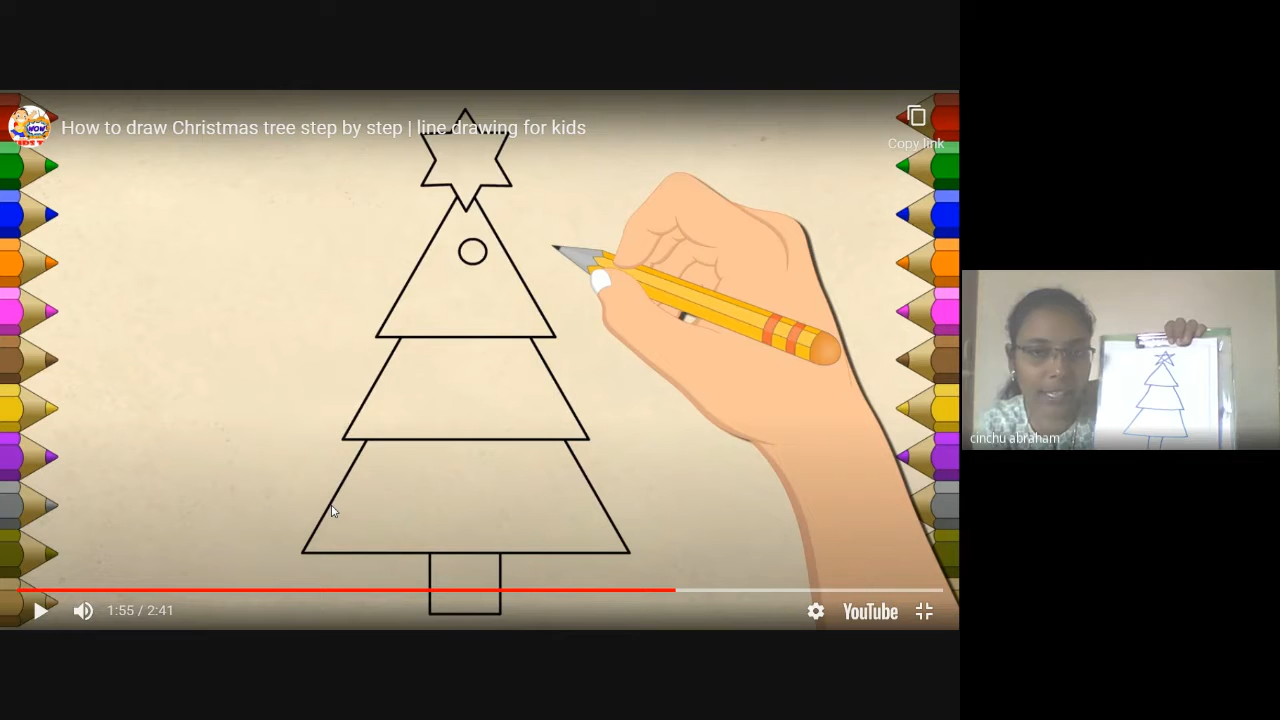 How to draw Christmas tree step by step | line drawing for kids
WOW
Copy link
cinchu abraham
1:55 / 2:41
YouTube